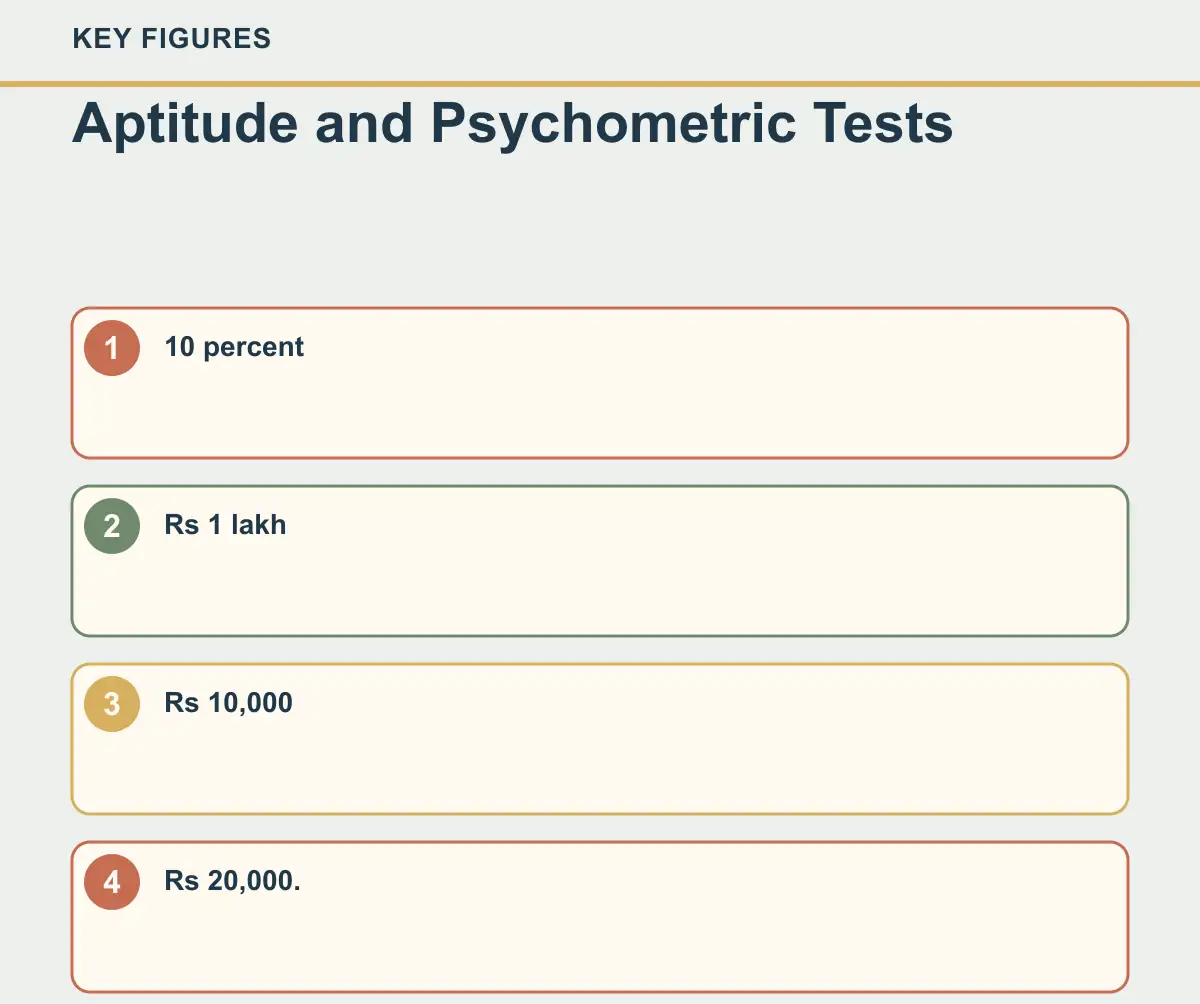 KEY FIGURES
Aptitude and Psychometric Tests
1 10 percent
2 Rs 1 lakh
3 Rs 10,000
4 Rs 20,000.